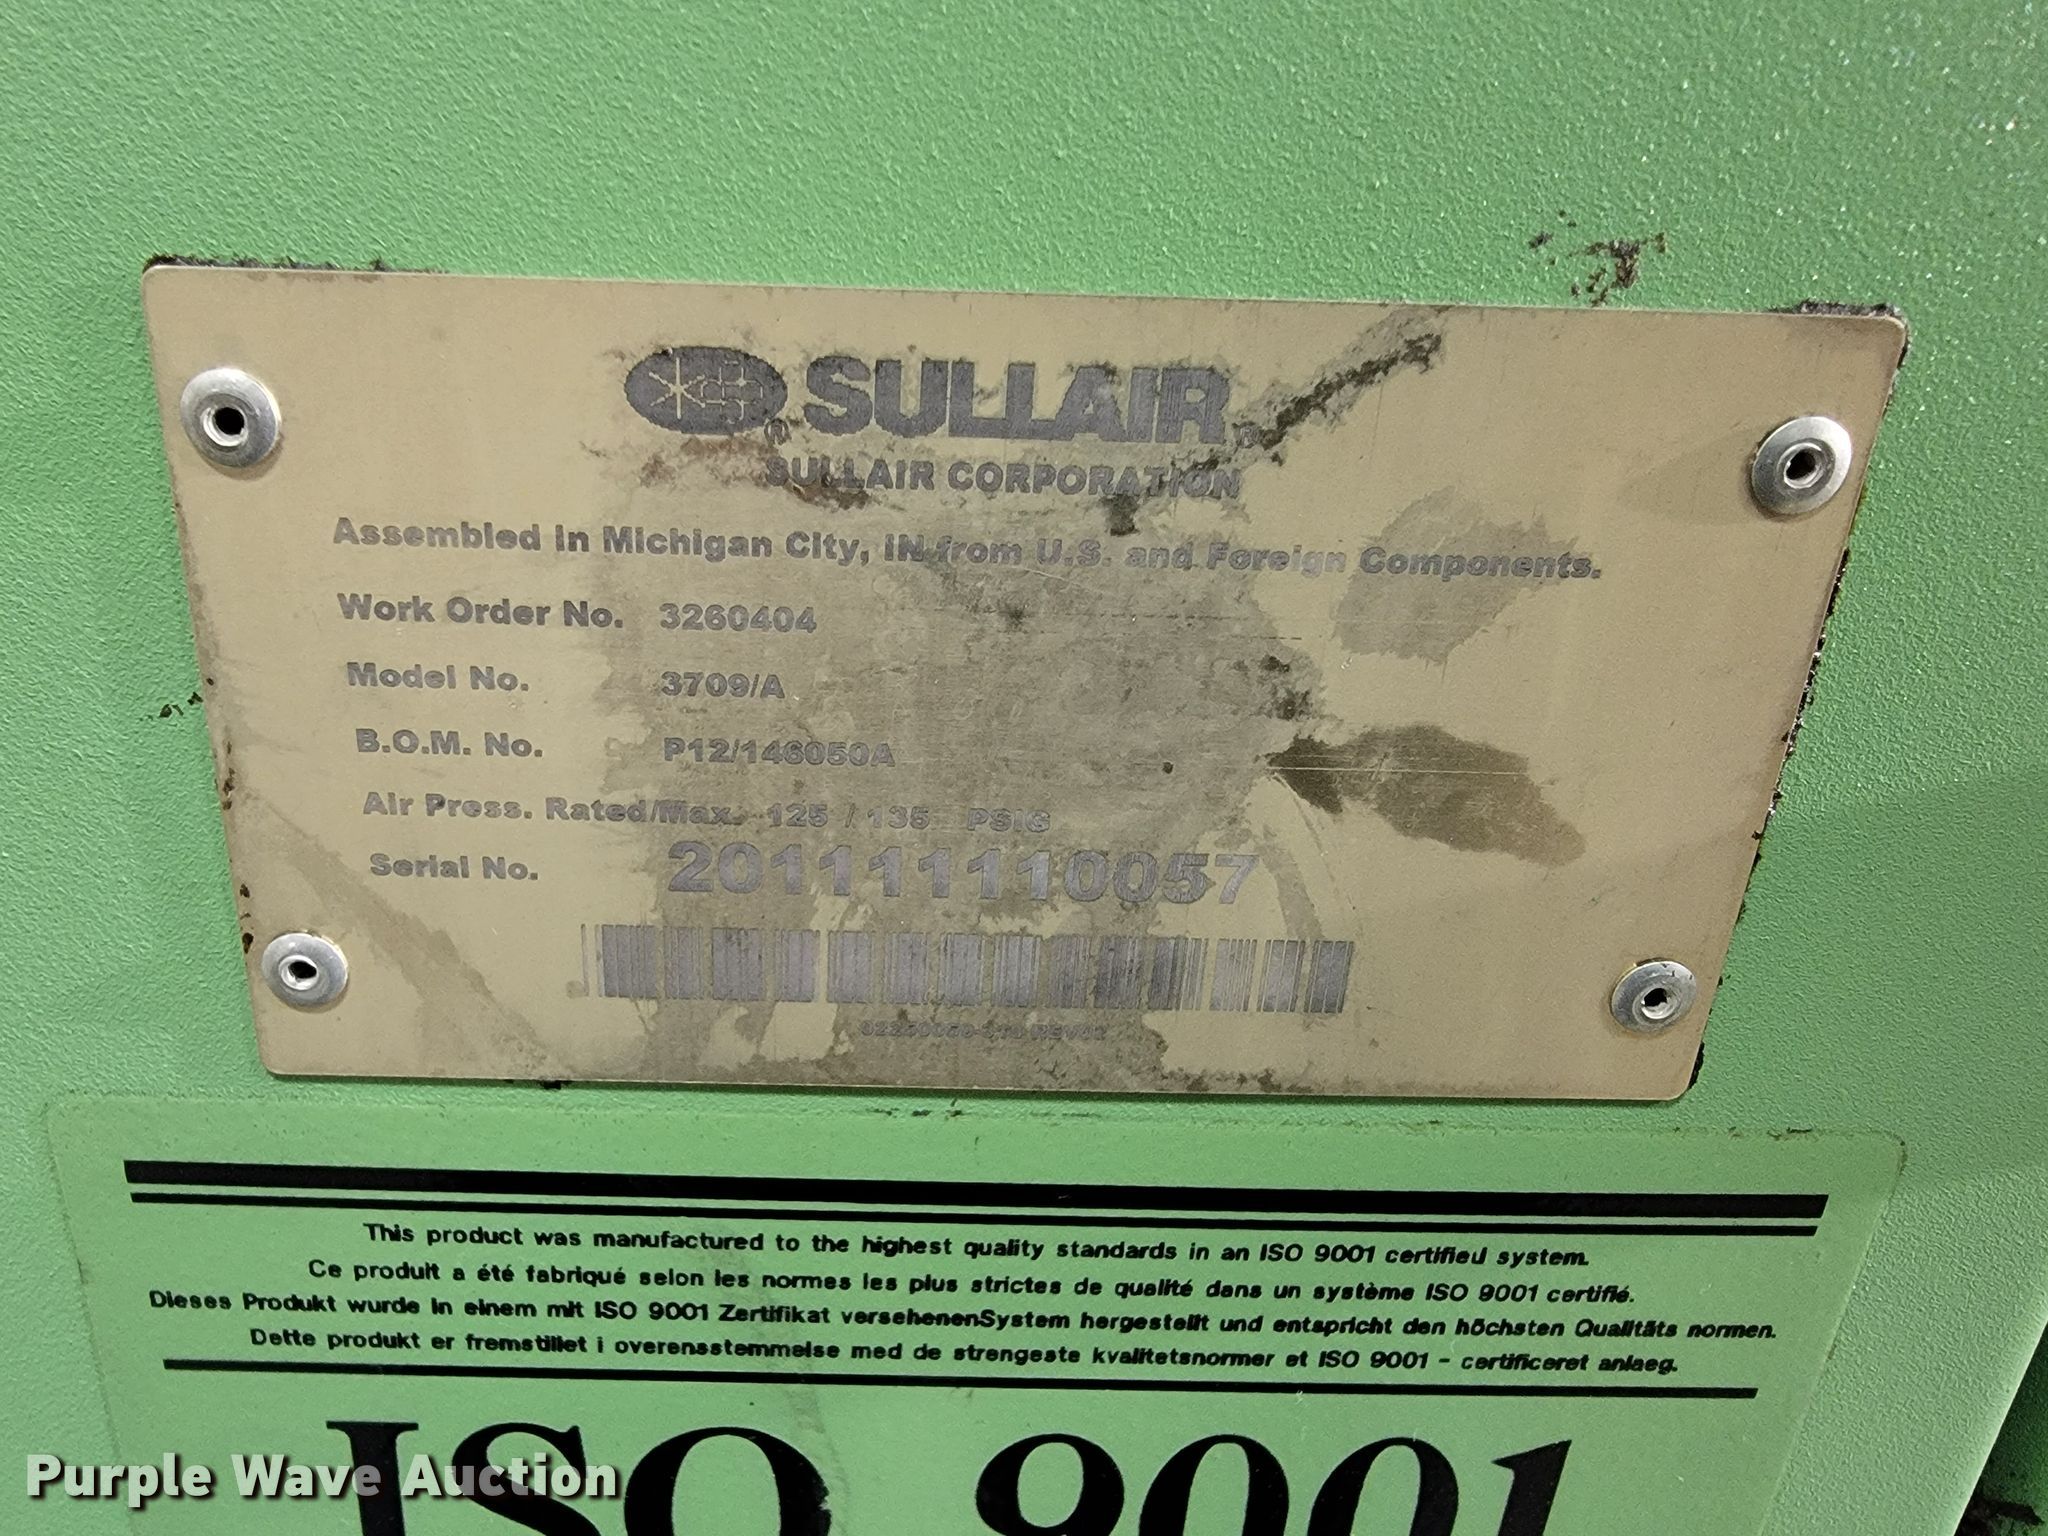 SULLAIR
SULLAIR CORPORATION
Assembled in Michigan City, IN from U.S. and Foreign Components.
Work Order No. 3260404
Model No. 3709/A
B.O.M. No. P12/146050A
Air Press. Rated/Max. 125 / 135 PSIG
Serial No. 201111110057
This product was manufactured to the highest quality standards in an ISO 9001 certified system.
Ce produit a été fabriqué selon les normes les plus strictes de qualité dans un système ISO 9001 certifié.
Dieses Produkt wurde in einem mit ISO 9001 Zertifikat versehenenSystem hergestellt und entspricht den höchsten Qualitäts normen.
Dette produkt er fremstillet i overensstemmelse med de strengeste kvalitetsnormer et ISO 9001 - certificeret anlaeg.
ISO 9001
Purple Wave Auction